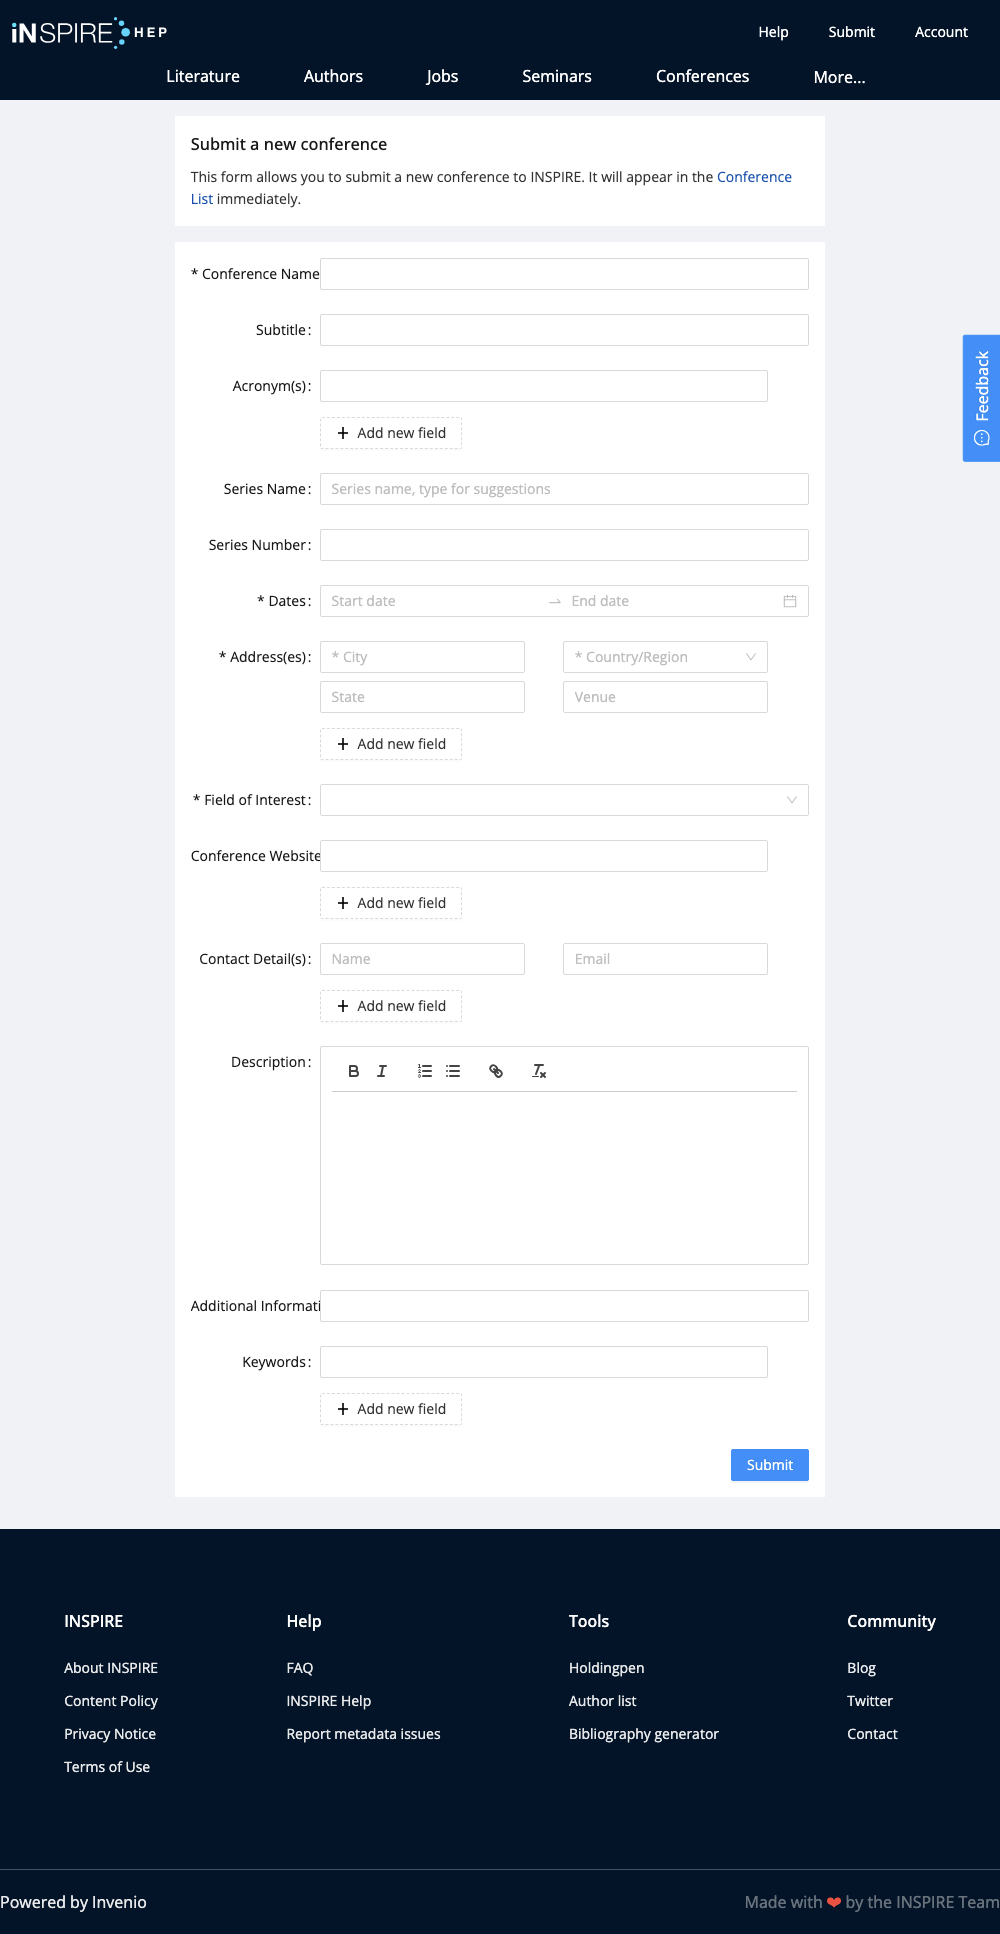 iNSPIRE HEP
Help
Submit
Account
Literature
Authors
Jobs
Seminars
Conferences
More...
Submit a new conference
This form allows you to submit a new conference to INSPIRE. It will appear in the Conference
List immediately.
* Conference Name
Subtitle:
Acronym(s):
Add new field
Series Name:
Series name, type for suggestions
Series Number:
* Dates:
Start date
End date
* Address(es):
* City
* Country/Region
State
Venue
Add new field
* Field of Interest:
Conference Website
Add new field
Contact Detail(s):
Name
Email
Add new field
Description:
Additional Informati
Keywords:
Add new field
Submit
Feedback
INSPIRE
About INSPIRE
Content Policy
Privacy Notice
Terms of Use
Help
FAQ
INSPIRE Help
Report metadata issues
Tools
Holdingpen
Author list
Bibliography generator
Community
Blog
Twitter
Contact
Powered by Invenio
Made with ❤ by the INSPIRE Team